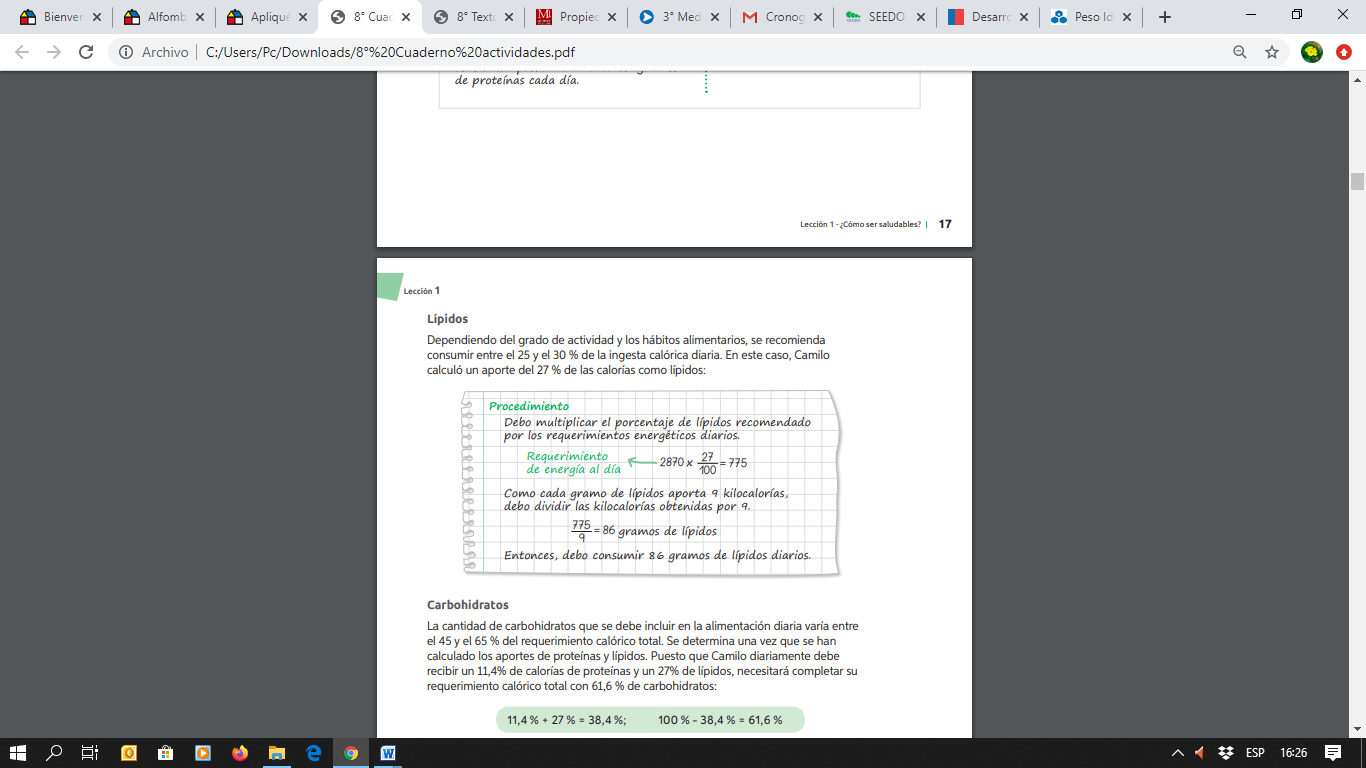 Bienven
Alfomb
Aplique
8° Cuac
8° Texto
Propiec
3° Med
Cronog
SEEDO
Desarro
Peso Id
Archivo
C:/Users/Pc/Downloads/8°%20Cuaderno%20actividades.pdf
de proteínas cada día.
Lección 1 - ¿Cómo ser saludables? | 17
Lección 1
Lípidos
Dependiendo del grado de actividad y los hábitos alimentarios, se recomienda
consumir entre el 25 y el 30 % de la ingesta calórica diaria. En este caso, Camilo
calculó un aporte del 27 % de las calorías como lípidos:
Procedimiento
Debo multiplicar el porcentaje de lípidos recomendado
por los requerimientos energéticos diarios.
Requerimiento
de energía al día
2870 x 27/100 = 775
Como cada gramo de lípidos aporta 9 kilocalorías,
debo dividir las kilocalorías obtenidas por 9.
775/9 = 86 gramos de lípidos
Entonces, debo consumir 86 gramos de lípidos diarios.
Carbohidratos
La cantidad de carbohidratos que se debe incluir en la alimentación diaria varía entre
el 45 y el 65 % del requerimiento calórico total. Se determina una vez que se han
calculado los aportes de proteínas y lípidos. Puesto que Camilo diariamente debe
recibir un 11,4% de calorías de proteínas y un 27% de lípidos, necesitará completar su
requerimiento calórico total con 61,6 % de carbohidratos:
11,4 % + 27 % = 38,4 %; 100 % – 38,4 % = 61,6 %
ESP
16:26